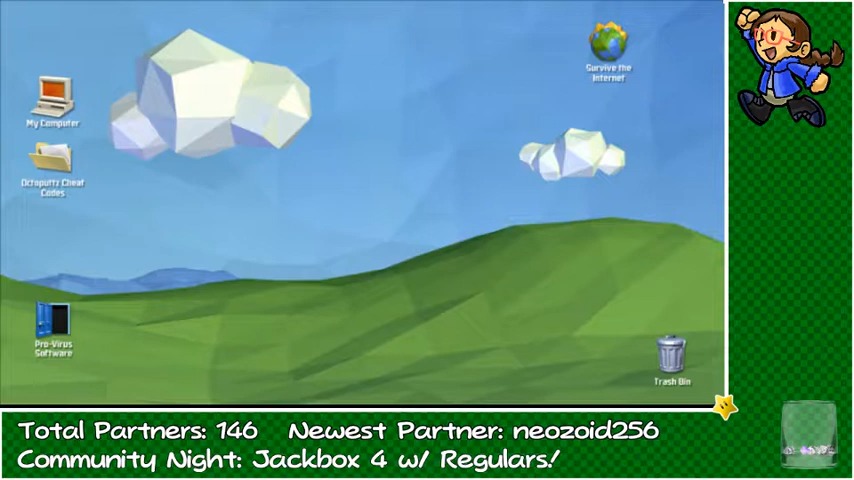 Survive the
Internet
My Computer
Octoputtz Cheat
Codes
Pro-Virus
Software
Trash Bin
Total Partners: 146 Newest Partner: neozoid256
Community Night: Jackbox 4 w/ Regulars!